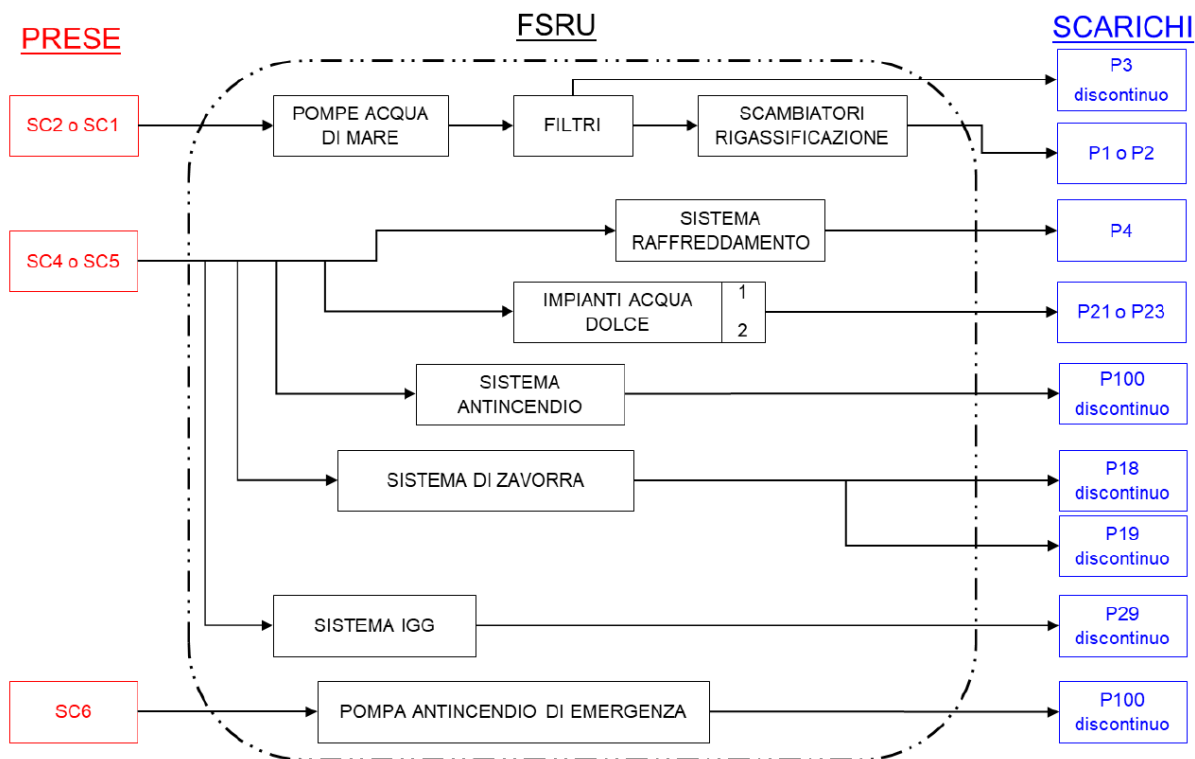 PRESE
FSRU
SCARICHI
SC2 o SC1
POMPE ACQUA
DI MARE
FILTRI
SCAMBIATORI
RIGASSIFICAZIONE
P3
discontinuo
P1 o P2
SC4 o SC5
SISTEMA
RAFFREDDAMENTO
P4
IMPIANTI ACQUA
DOLCE
1
2
P21 o P23
SISTEMA
ANTINCENDIO
P100
discontinuo
SISTEMA DI ZAVORRA
P18
discontinuo
P19
discontinuo
SISTEMA IGG
P29
discontinuo
SC6
POMPA ANTINCENDIO DI EMERGENZA
P100
discontinuo